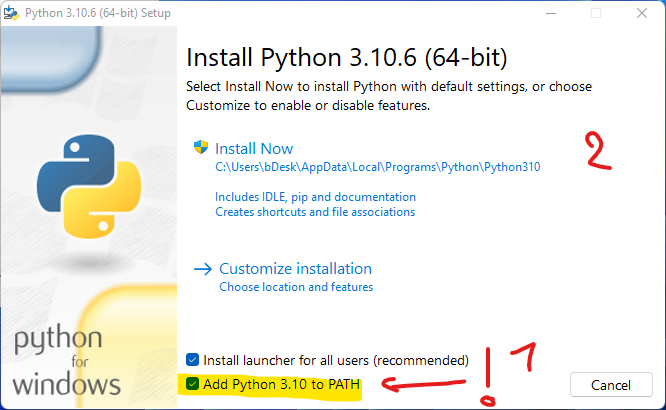 Python 3.10.6 (64-bit) Setup
Install Python 3.10.6 (64-bit)
Select Install Now to install Python with default settings, or choose
Customize to enable or disable features.
Install Now
2
C:\Users\bDesk\AppData\Local\Programs\Python\Python310
Includes IDLE, pip and documentation
Creates shortcuts and file associations
Customize installation
Choose location and features
python
for
windows
Install launcher for all users (recommended)
Add Python 3.10 to PATH
! 1
Cancel